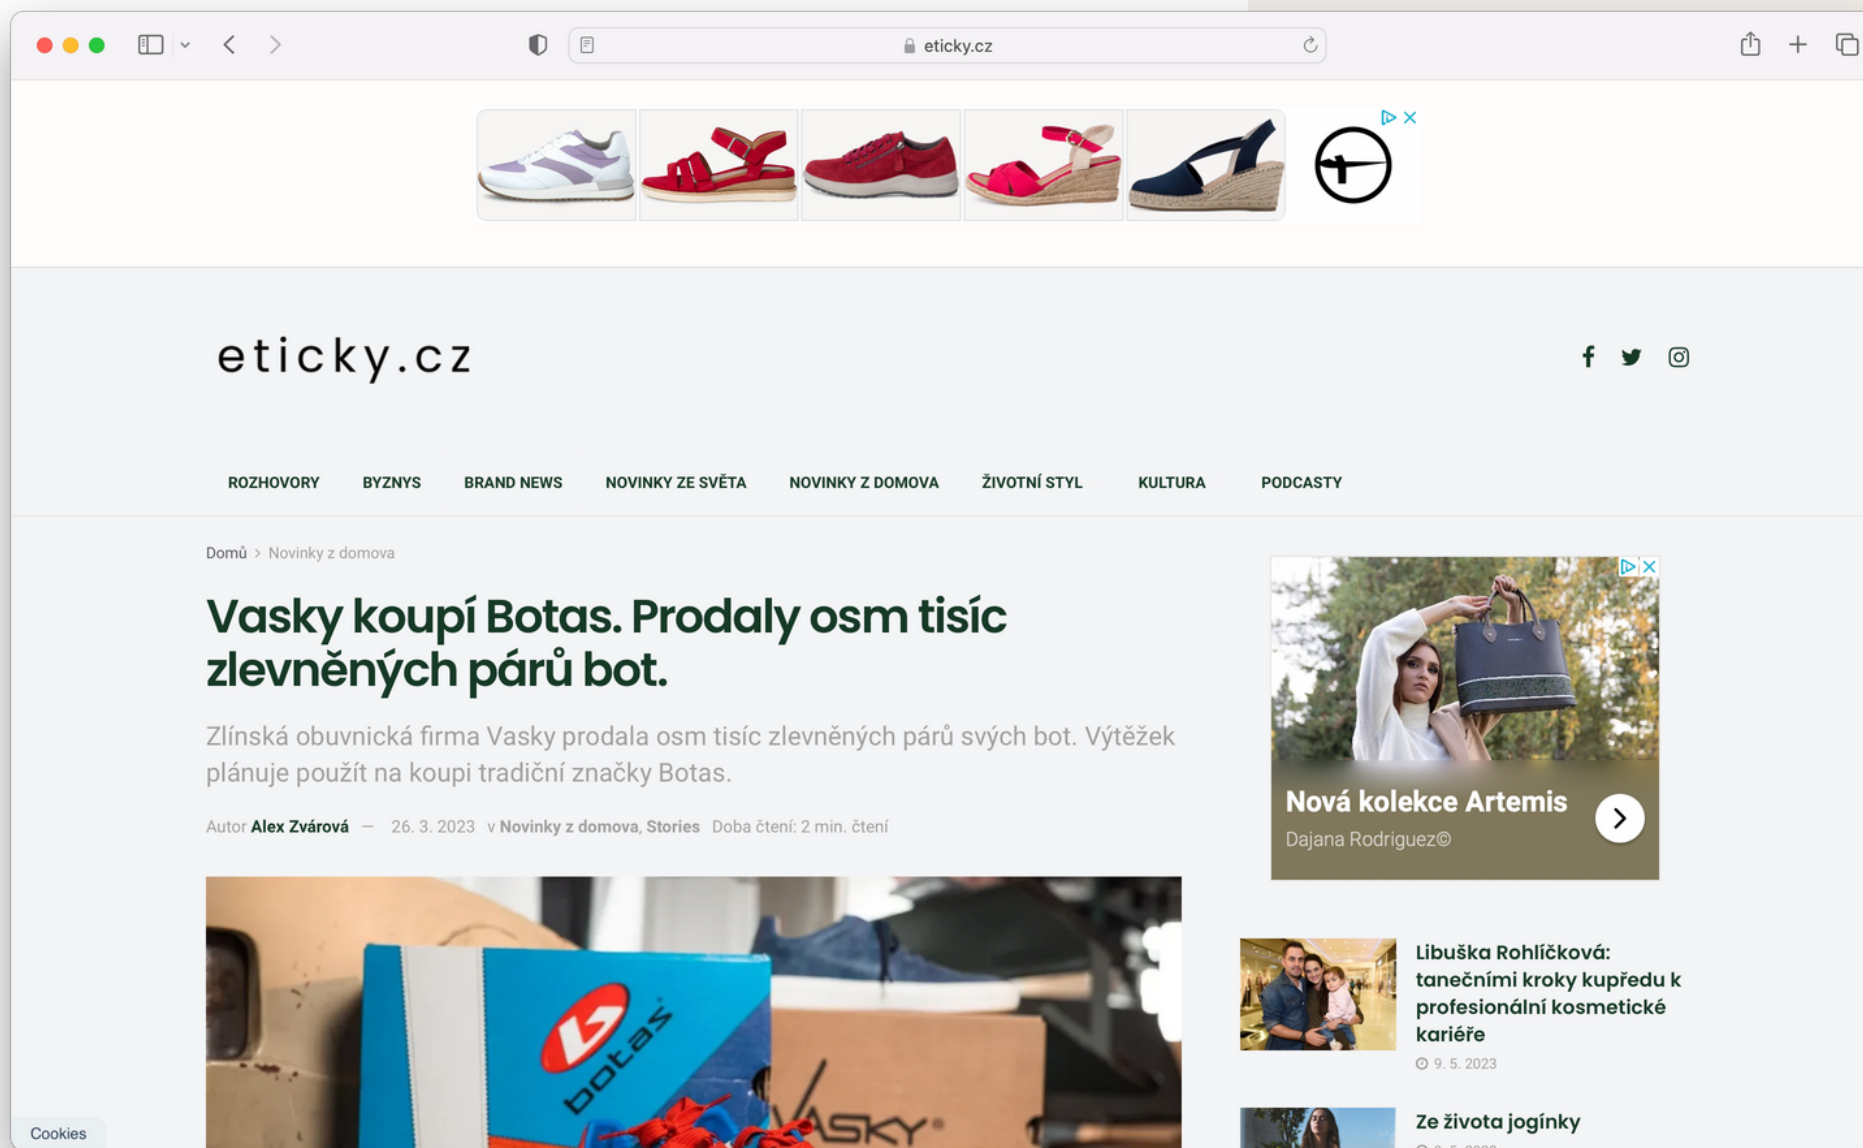 eticky.cz
eticky.cz
ROZHOVORY BYZNYS BRAND NEWS NOVINKY ZE SVĚTA NOVINKY Z DOMOVA ŽIVOTNÍ STYL KULTURA PODCASTY
Domů > Novinky z domova
Vasky koupí Botas. Prodaly osm tisíc
zlevněných párů bot.
Zlínská obuvnická firma Vasky prodala osm tisíc zlevněných párů svých bot. Výtěžek
plánuje použít na koupi tradiční značky Botas.
Autor Alex Zvárová — 26. 3. 2023 v Novinky z domova, Stories Doba čtení: 2 min. čtení
botas
VASKY
Nová kolekce Artemis
Dajana Rodriguez©
Libuška Rohlíčková:
tanečními kroky kupředu k
profesionální kosmetické
kariéře
9. 5. 2023
Ze života jogínky
Cookies